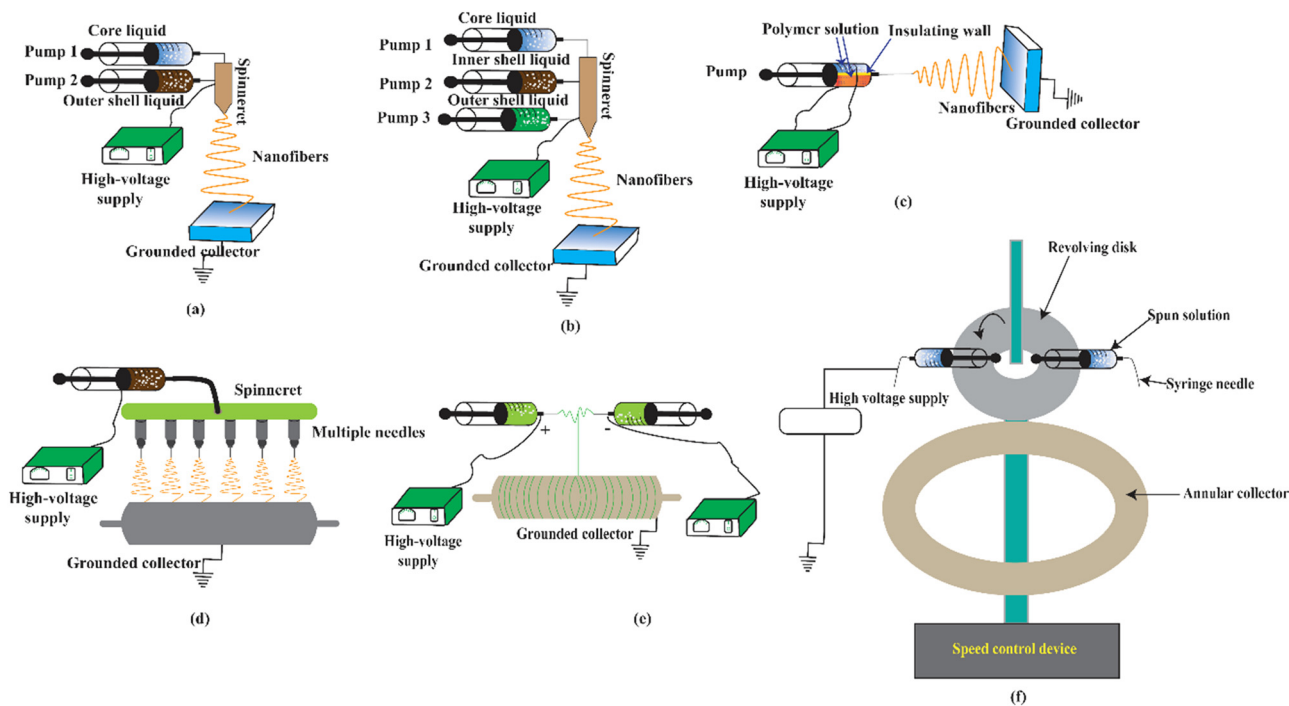 Core liquid
Pump 1
Pump 2
Outer shell liquid
Spinneret
Nanofibers
High-voltage
supply
Grounded collector
(a)
Core liquid
Pump 1
Inner shell liquid
Pump 2
Outer shell liquid
Pump 3
Spinneret
Nanofibers
High-voltage
supply
Grounded collector
(b)
Polymer solution
Insulating wall
Pump
Nanofibers
Grounded collector
High-voltage
supply
(c)
Spinneret
Multiple needles
High-voltage
supply
Grounded collector
(d)
+
-
High-voltage
supply
Grounded collector
(e)
Revolving disk
Spun solution
Syringe needle
High voltage supply
Annular collector
Speed control device
(f)